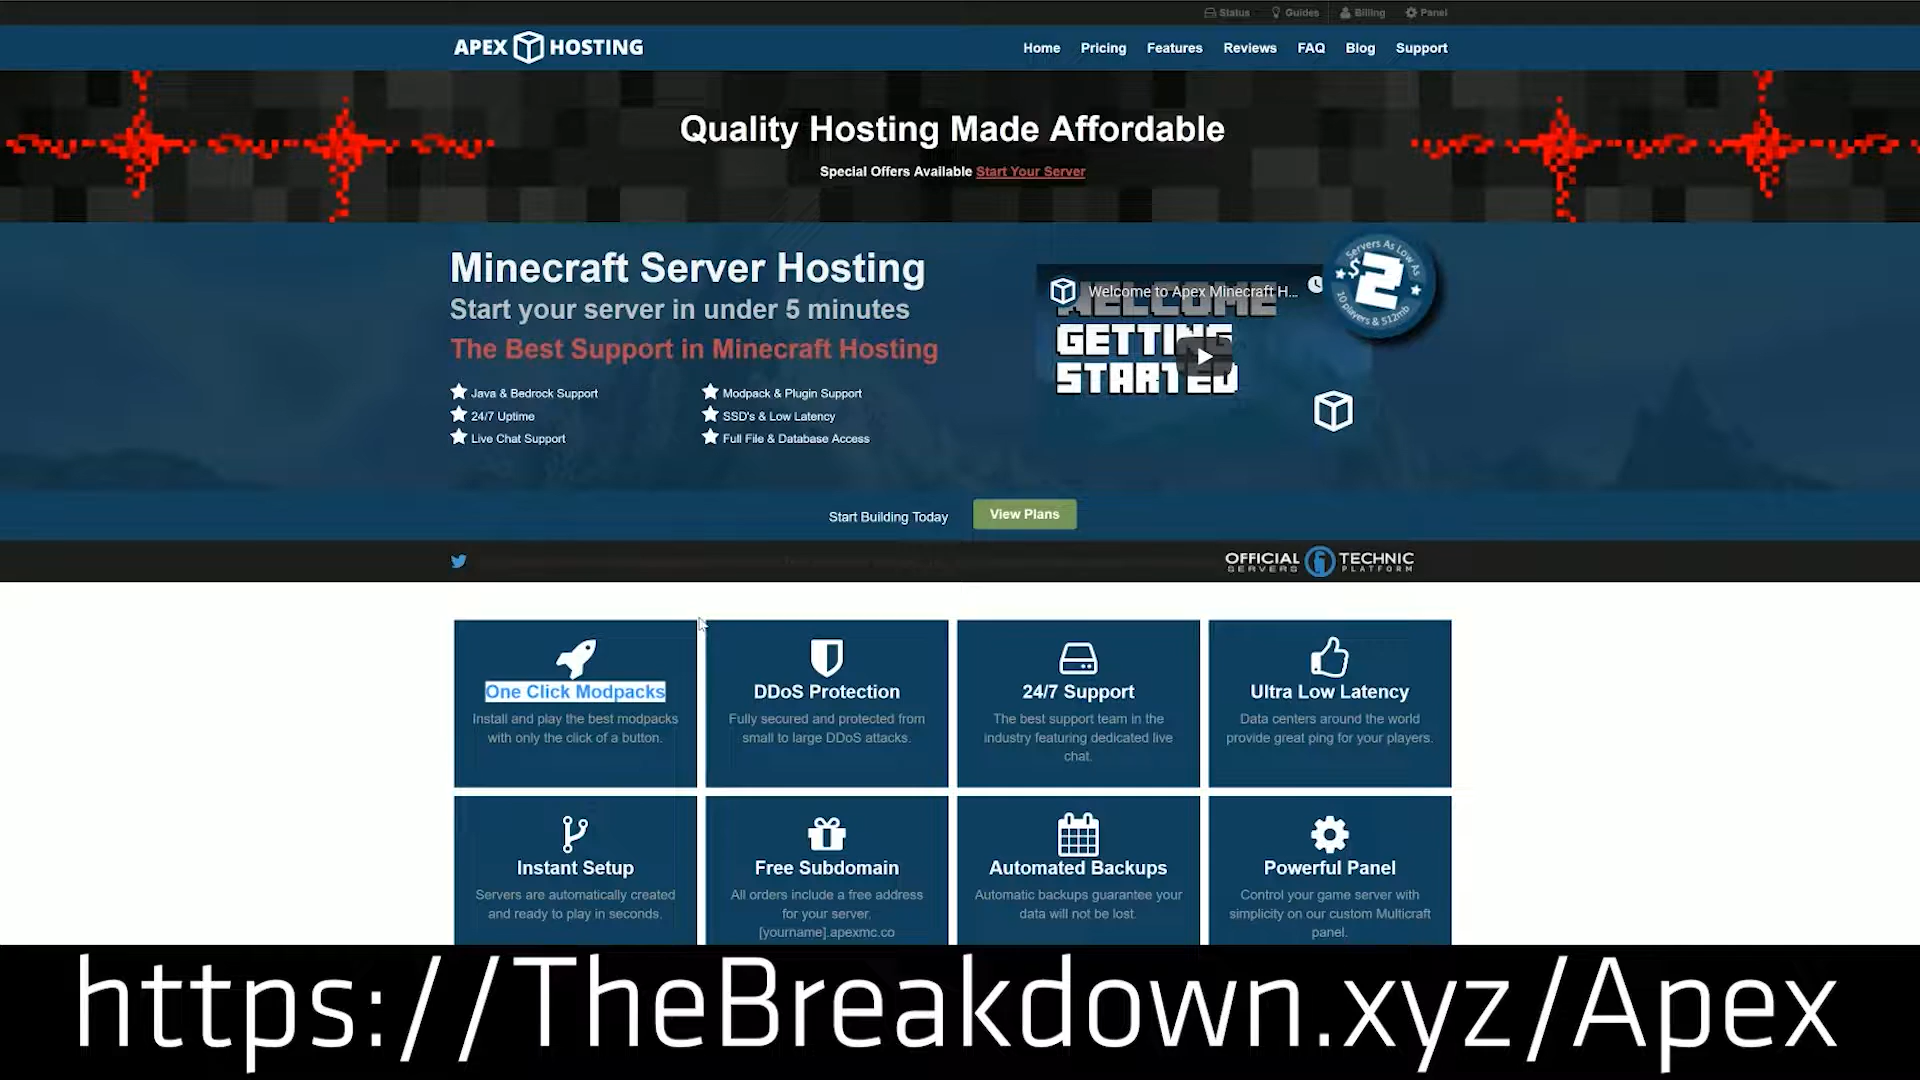 Status Guides Billing Panel
APEX HOSTING
Home Pricing Features Reviews FAQ Blog Support
Quality Hosting Made Affordable
Special Offers Available Start Your Server
Minecraft Server Hosting
Start your server in under 5 minutes
The Best Support in Minecraft Hosting
Java & Bedrock Support
24/7 Uptime
Live Chat Support
Modpack & Plugin Support
SSD's & Low Latency
Full File & Database Access
Welcome to Apex Minecraft H...
WELCOME
GETTING
STARTED
Servers As Low As
$2
10 players & 512mb
Start Building Today
View Plans
OFFICIAL TECHNIC
SERVERS PLATFORM
One Click Modpacks
Install and play the best modpacks
with only the click of a button.
DDoS Protection
Fully secured and protected from
small to large DDoS attacks.
24/7 Support
The best support team in the
industry featuring dedicated live
chat.
Ultra Low Latency
Data centers around the world
provide great ping for your players.
Instant Setup
Servers are automatically created
and ready to play in seconds.
Free Subdomain
All orders include a free address
for your server.
[yourname].apexmc.co
Automated Backups
Automatic backups guarantee your
data will not be lost.
Powerful Panel
Control your game server with
simplicity on our custom Multicraft
panel.
https://TheBreakdown.xyz/Apex